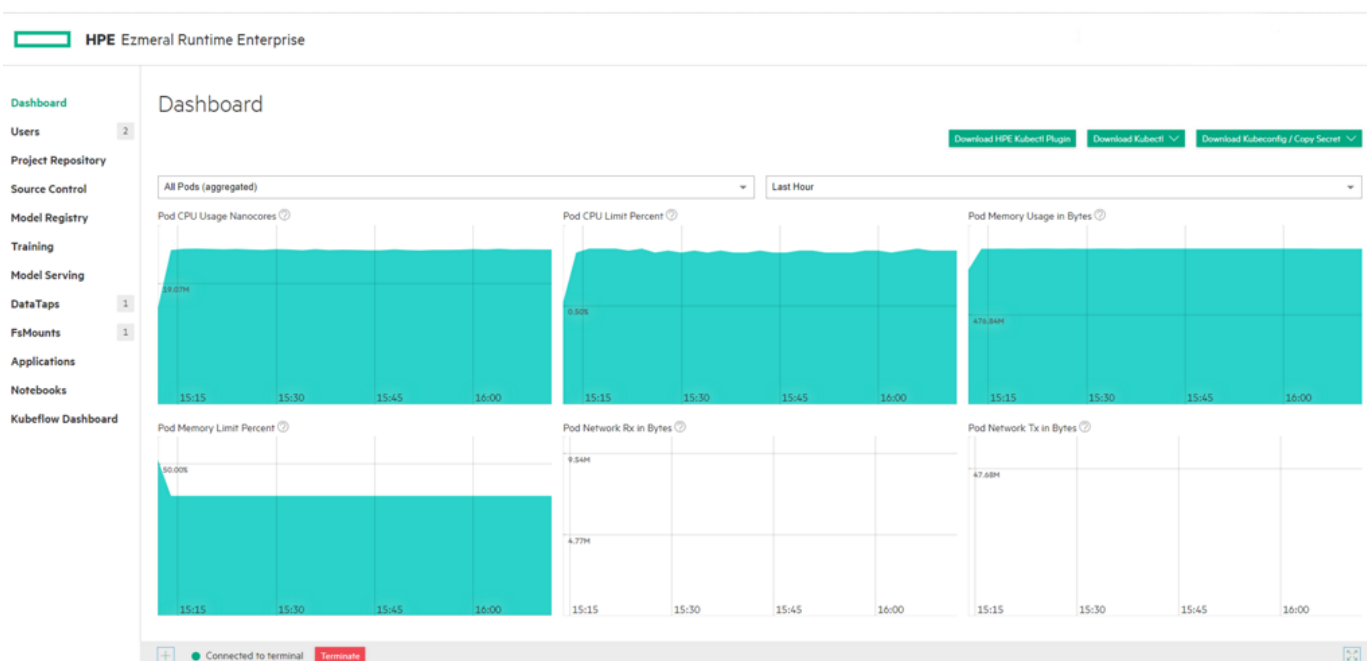 HPE Ezmeral Runtime Enterprise
Dashboard
Users 2
Project Repository
Source Control
Model Registry
Training
Model Serving
DataTaps 1
FsMounts 1
Applications
Notebooks
Kubeflow Dashboard
Dashboard
Download HPE Kubectl Plugin Download Kubectl Download Kubeconfig / Copy Secret
All Pods (aggregated) Last Hour
Pod CPU Usage Nanocores ? Pod CPU Limit Percent ? Pod Memory Usage in Bytes ?
19.07M
0.50%
476.84M
15:15 15:30 15:45 16:00 15:15 15:30 15:45 16:00 15:15 15:30 15:45 16:00
Pod Memory Limit Percent ? Pod Network Rx in Bytes ? Pod Network Tx in Bytes ?
9.54M
50.00%
47.68M
4.77M
15:15 15:30 15:45 16:00 15:15 15:30 15:45 16:00 15:15 15:30 15:45 16:00
Connected to terminal Terminate